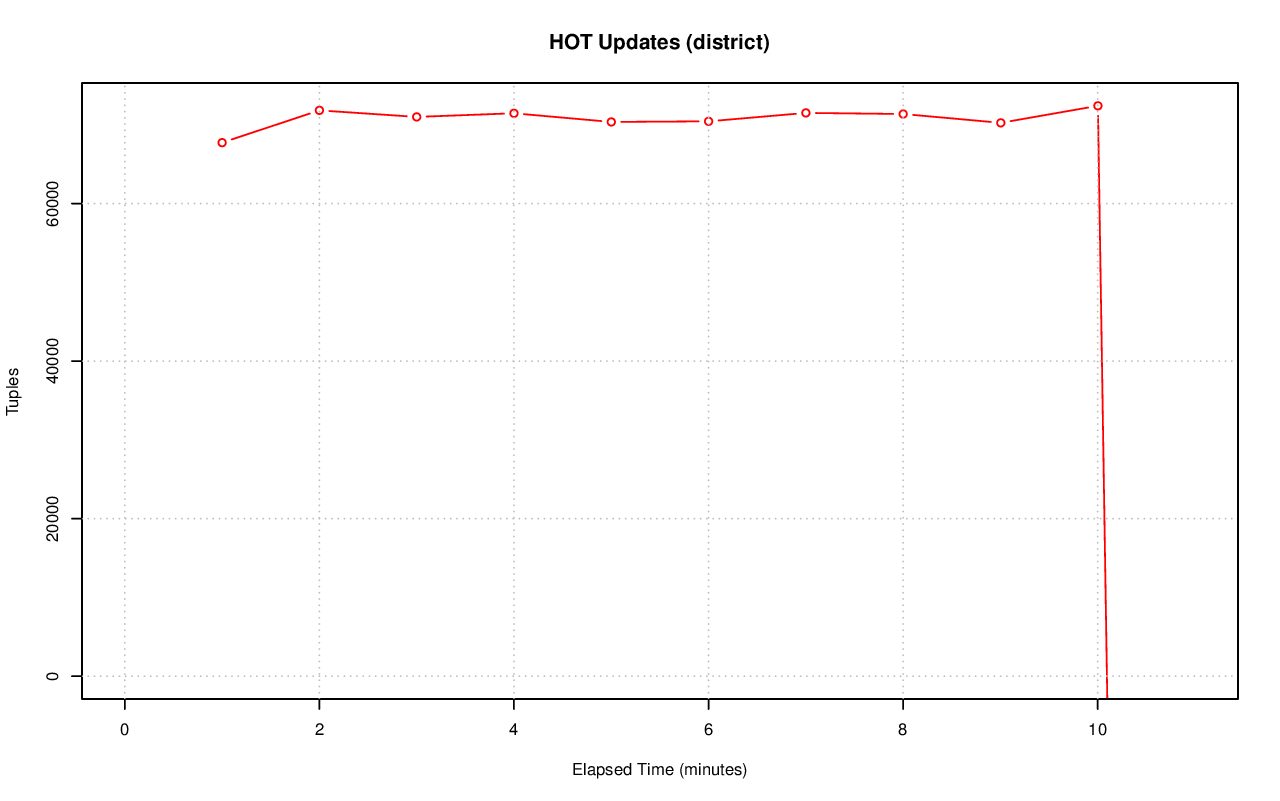 HOT Updates (district)
Tuples
60000
40000
20000
0
0 2 4 6 8 10
Elapsed Time (minutes)